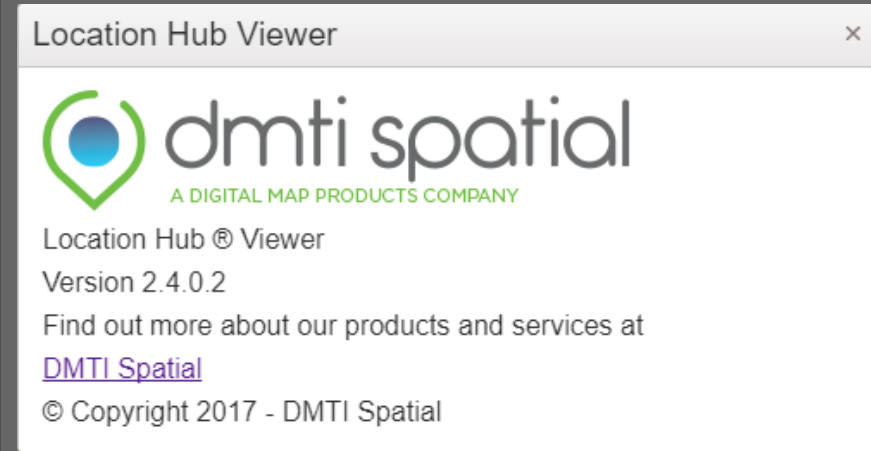 Location Hub Viewer
×
dmti spatial
A DIGITAL MAP PRODUCTS COMPANY
Location Hub ® Viewer
Version 2.4.0.2
Find out more about our products and services at
DMTI Spatial
© Copyright 2017 - DMTI Spatial